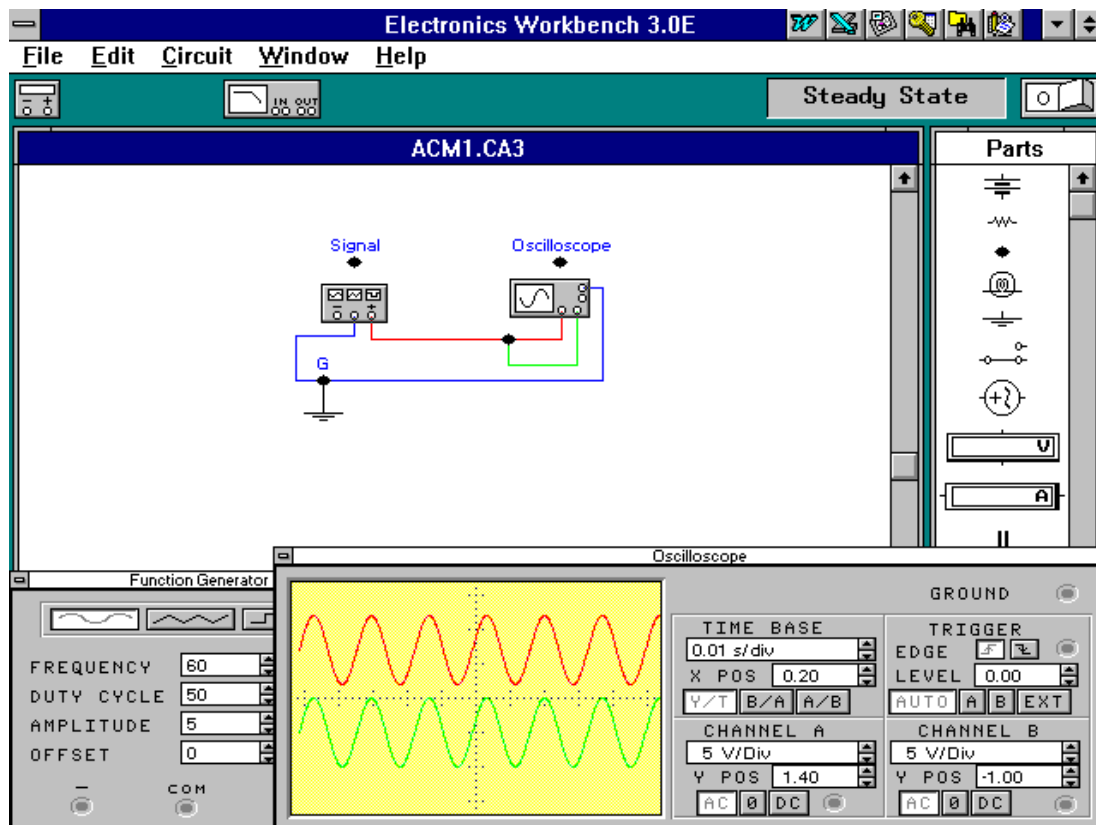 Electronics Workbench 3.0E
File Edit Circuit Window Help
IN OUT
Steady State
ACM1.CA3
Parts
Signal
Oscilloscope
G
V
A
Function Generator
FREQUENCY 60
DUTY CYCLE 50
AMPLITUDE 5
OFFSET 0
− COM
Oscilloscope
GROUND
TIME BASE
0.01 s/div
X POS 0.20
Y/T B/A A/B
TRIGGER
EDGE
LEVEL 0.00
AUTO A B EXT
CHANNEL A
5 V/Div
Y POS 1.40
AC 0 DC
CHANNEL B
5 V/Div
Y POS -1.00
AC 0 DC